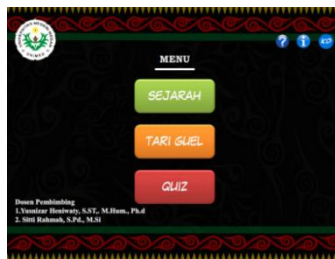 MENU
SEJARAH
TARI GUEL
QUIZ
Dosen Pembimbing
1.Yusnizar Heniwaty, S.ST,. M.Hum., Ph.d
2. Sitti Rahmah, S.Pd., M.Si